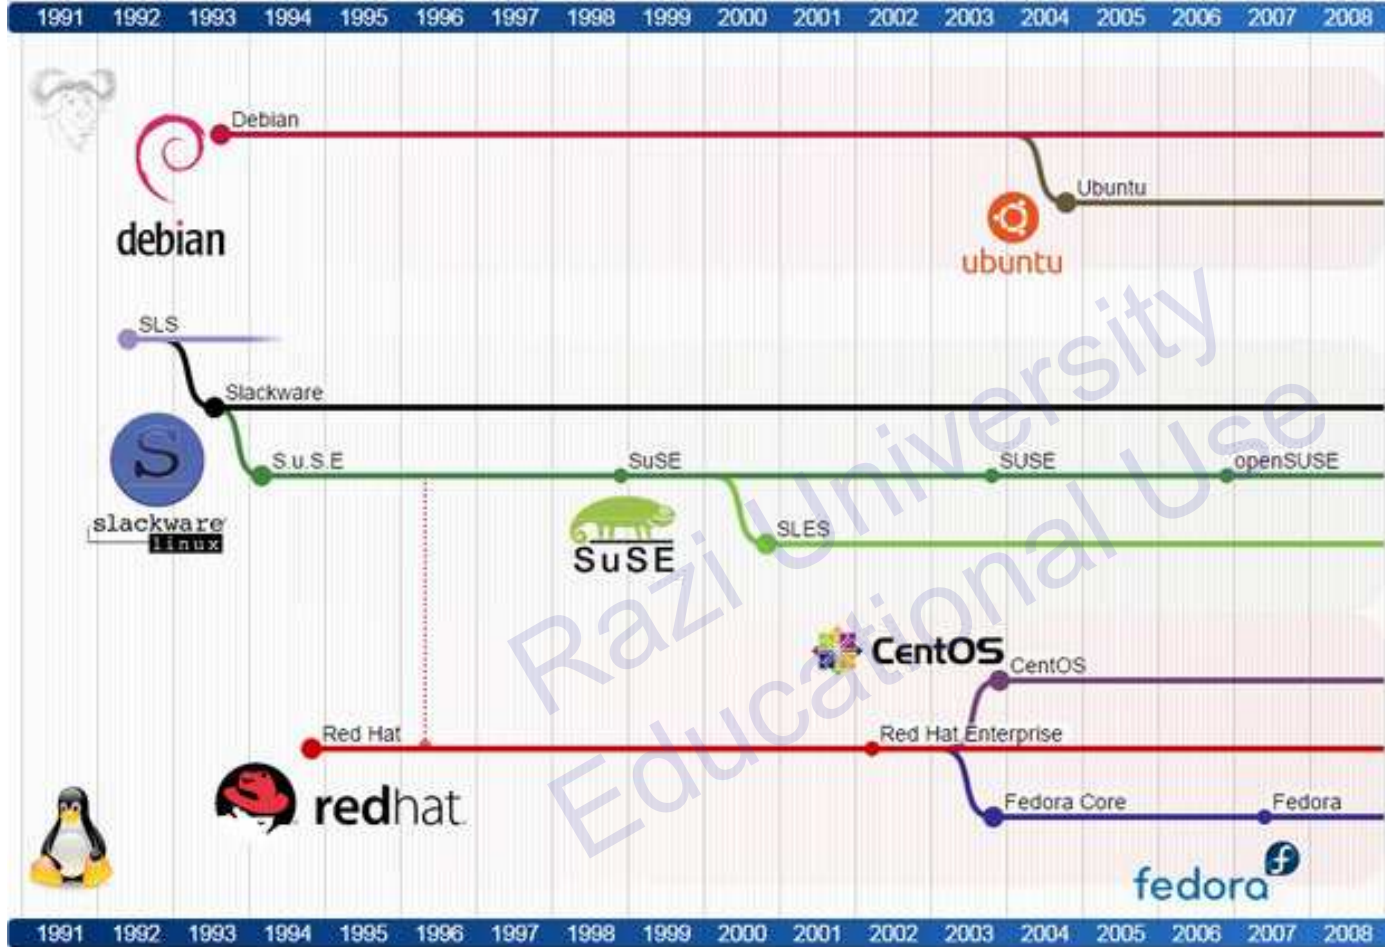 1991 1992 1993 1994 1995 1996 1997 1998 1999 2000 2001 2002 2003 2004 2005 2006 2007 2008
Debian
debian
Ubuntu
ubuntu
SLS
Slackware
S
slackware
linux
S.u.S.E
SuSE
SUSE
openSUSE
SuSE
SLES
CentOS
CentOS
Red Hat
Red Hat Enterprise
redhat.
Fedora Core
Fedora
fedora
Razi University
Educational Use
1991 1992 1993 1994 1995 1996 1997 1998 1999 2000 2001 2002 2003 2004 2005 2006 2007 2008